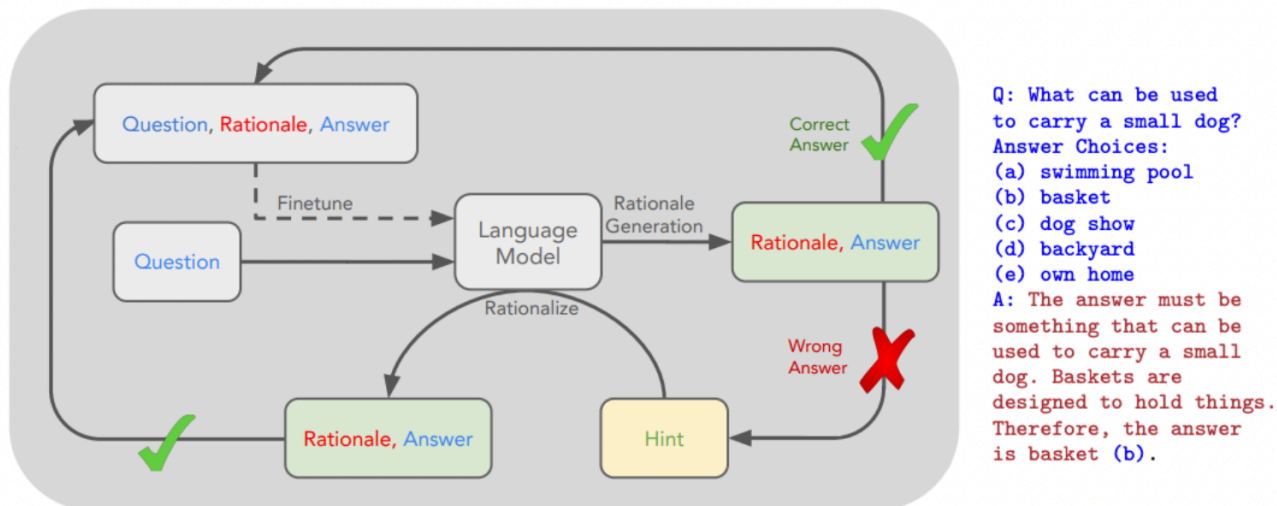 Question, Rationale, Answer
Correct
Answer
Finetune
Rationale
Generation
Language
Model
Question
Rationale, Answer
Rationalize
Wrong
Answer
Rationale, Answer
Hint
Q: What can be used
to carry a small dog?
Answer Choices:
(a) swimming pool
(b) basket
(c) dog show
(d) backyard
(e) own home
A: The answer must be
something that can be
used to carry a small
dog. Baskets are
designed to hold things.
Therefore, the answer
is basket (b).